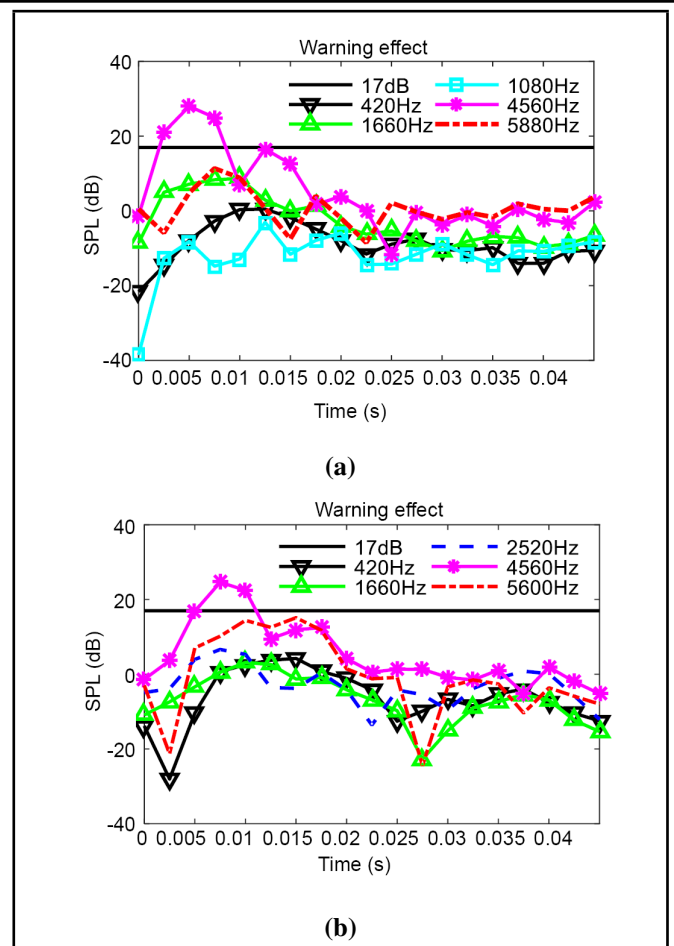 Warning effect
40
17dB 1080Hz
420Hz 4560Hz
1660Hz 5880Hz
20
0
-20
-40
SPL (dB)
0 0.005 0.01 0.015 0.02 0.025 0.03 0.035 0.04
Time (s)
(a)
Warning effect
40
17dB 2520Hz
420Hz 4560Hz
1660Hz 5600Hz
20
0
-20
-40
SPL (dB)
0 0.005 0.01 0.015 0.02 0.025 0.03 0.035 0.04
Time (s)
(b)